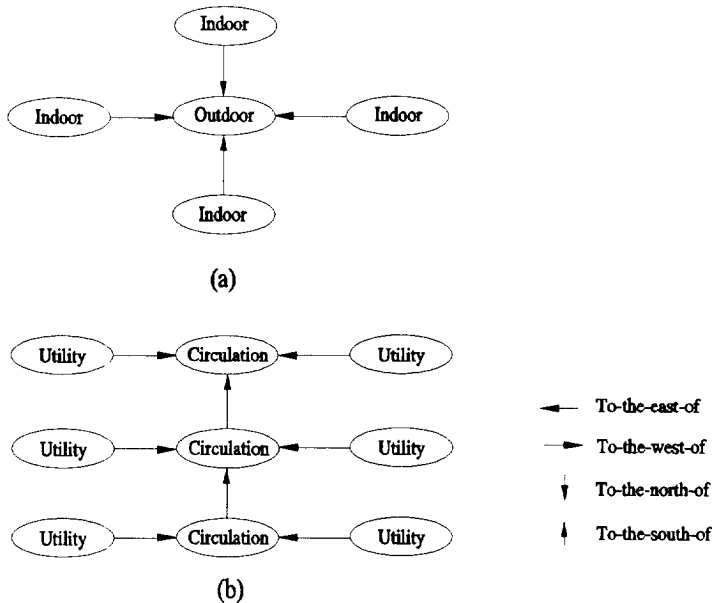 Indoor
Indoor Outdoor Indoor
Indoor
(a)
Utility Circulation Utility
Utility Circulation Utility
Utility Circulation Utility
(b)
To-the-east-of
To-the-west-of
To-the-north-of
To-the-south-of